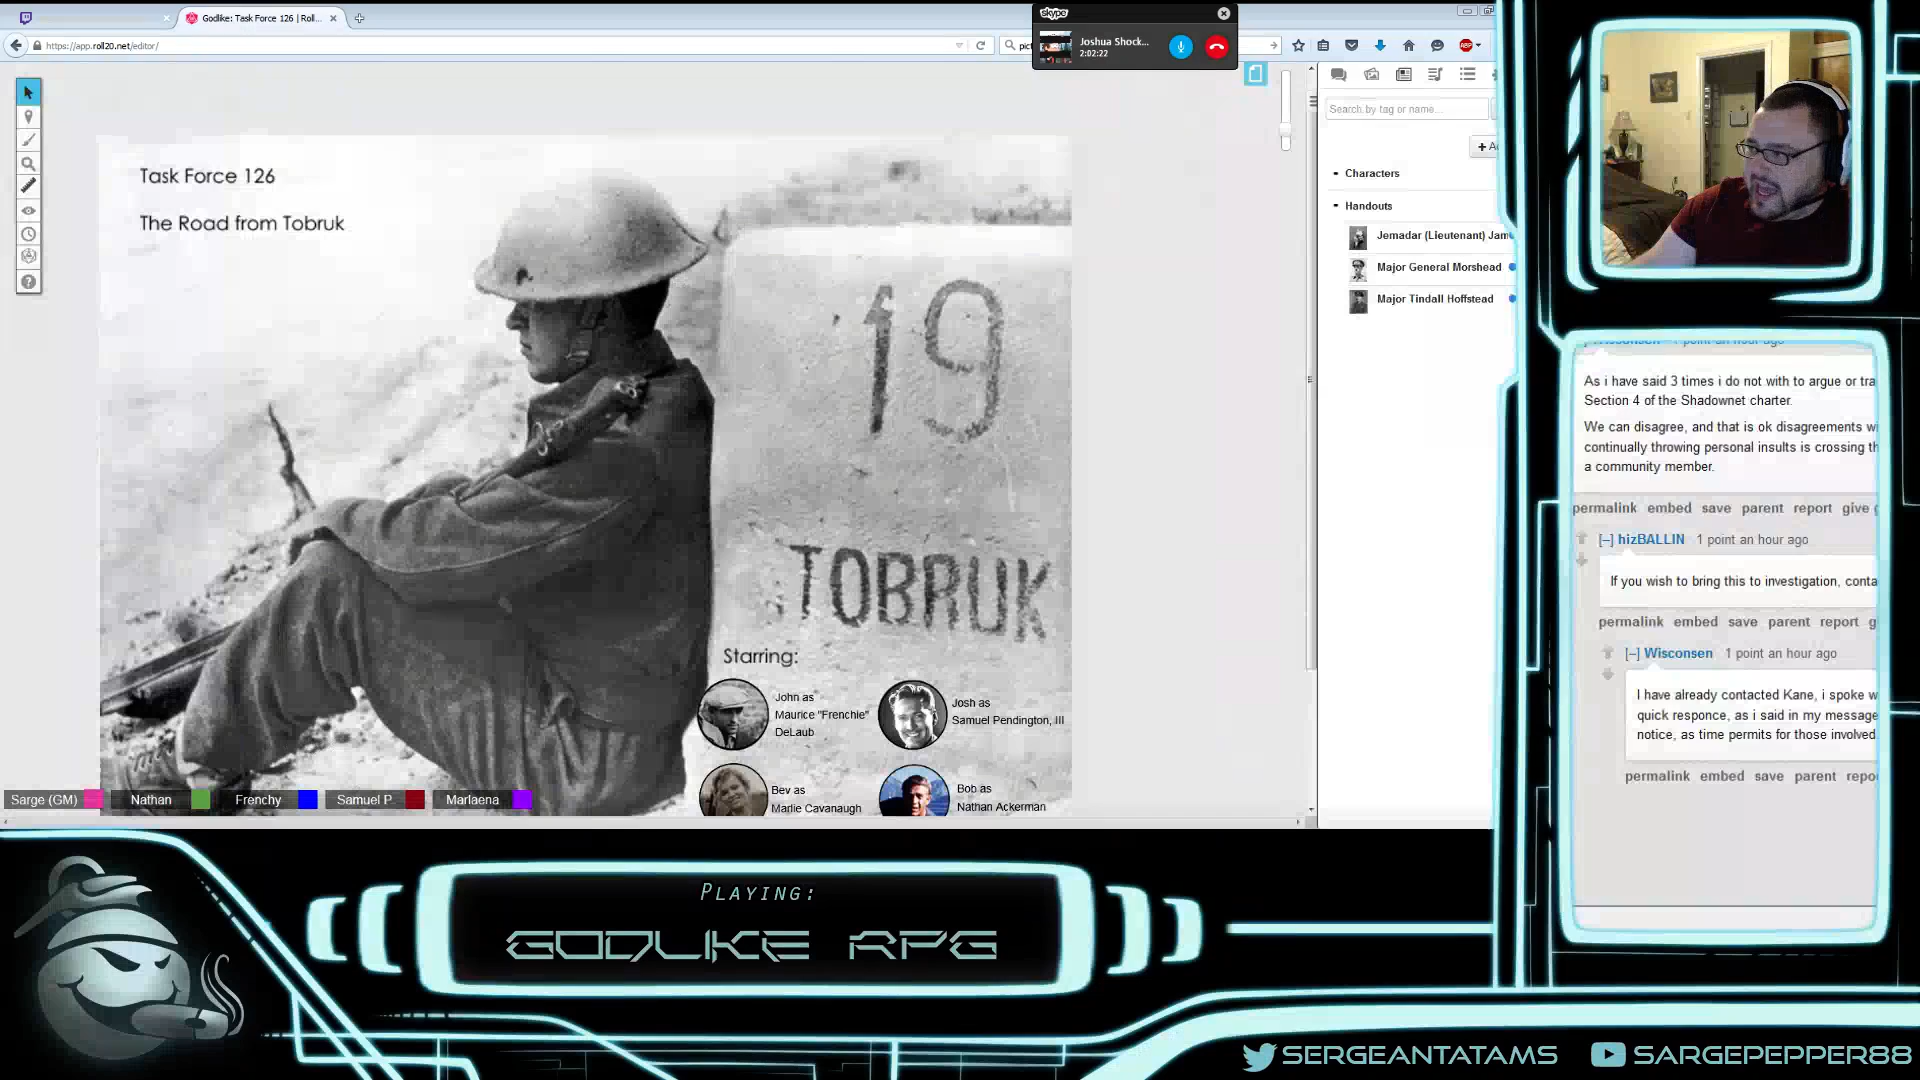 Godlike: Task Force 126 | Roll...
https://app.roll20.net/editor/
skype
Joshua Shock...
2:02:22
Search by tag or name...
Characters
Handouts
Jemadar (Lieutenant) Jam
Major General Morshead
Major Tindall Hoffstead
Task Force 126
The Road from Tobruk
19
TOBRUK
Starring:
John as
Maurice "Frenchie"
DeLaub
Josh as
Samuel Pendington, III
Bev as
Marlie Cavanaugh
Bob as
Nathan Ackerman
Sarge (GM)
Nathan
Frenchy
Samuel P.
Marlaena
1 point an hour ago
As i have said 3 times i do not with to argue or tra
Section 4 of the Shadownet charter.
We can disagree, and that is ok disagreements wi
continually throwing personal insults is crossing th
a community member.
permalink embed save parent report give g
[–] hizBALLIN 1 point an hour ago
If you wish to bring this to investigation, conta
permalink embed save parent report g
[–] Wisconsen 1 point an hour ago
I have already contacted Kane, i spoke w
quick responce, as i said in my message
notice, as time permits for those involved.
permalink embed save parent repo
PLAYING:
GODLIKE RPG
SERGEANTATAMS
SARGEPEPPER88